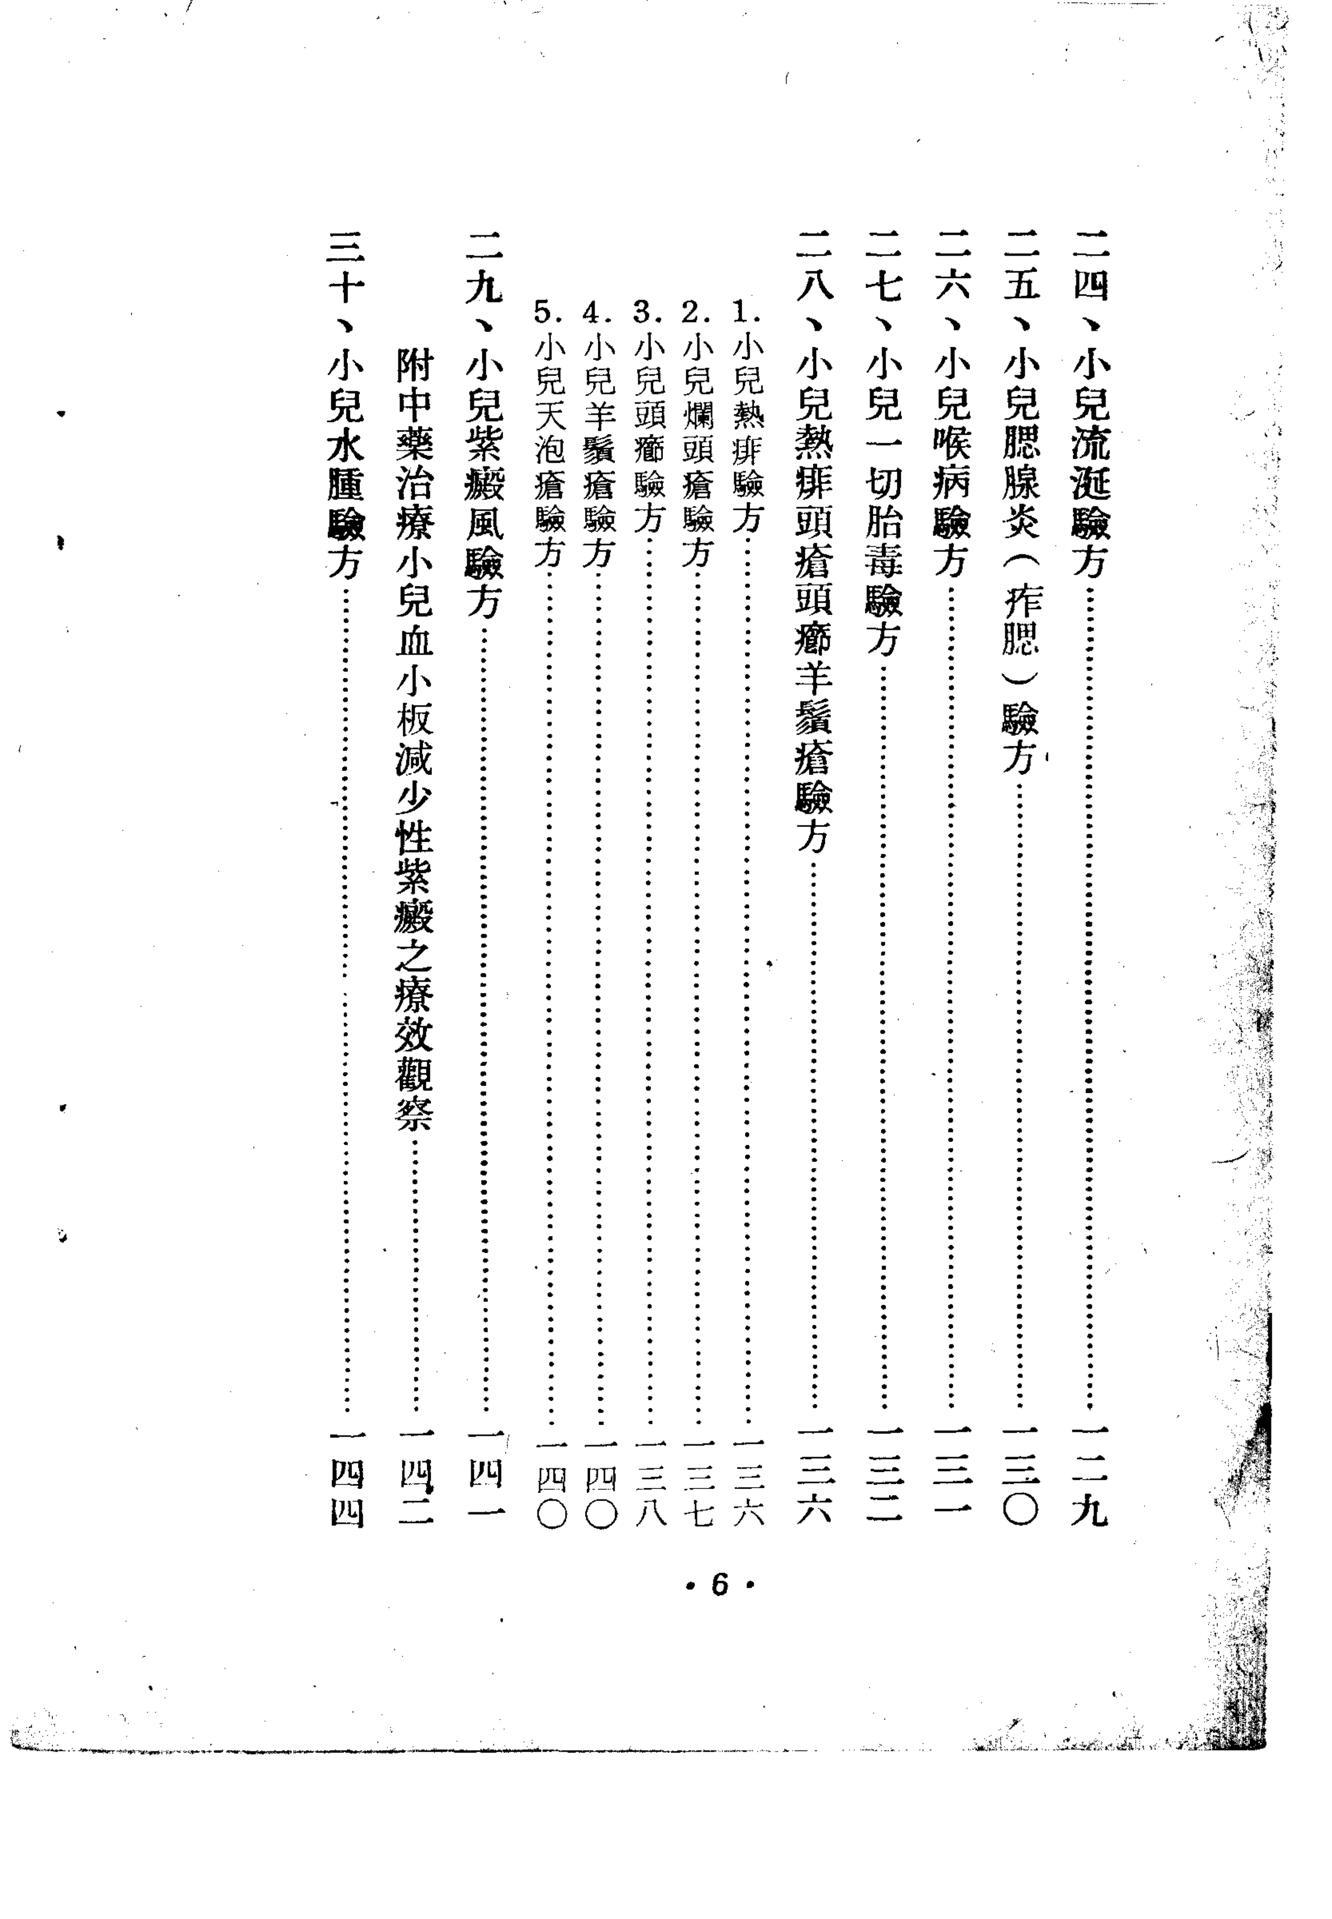 二四、小兒流涎驗方……一二九
二五、小兒腮腺炎（痄腮）驗方……一三〇
二六、小兒喉病驗方……一三一
二七、小兒一切胎毒驗方……一三二
二八、小兒熱痱頭瘡頭癤羊鬚瘡驗方……一三六
1.小兒熱痱驗方……一三六
2.小兒爛頭瘡驗方……一三七
3.小兒頭癤驗方……一三八
4.小兒羊鬚瘡驗方……一四〇
5.小兒天泡瘡驗方……一四〇
二九、小兒紫癜風驗方……一四一
附中藥治療小兒血小板減少性紫癜之療效觀察……一四二
三十、小兒水腫驗方……一四四
•6•